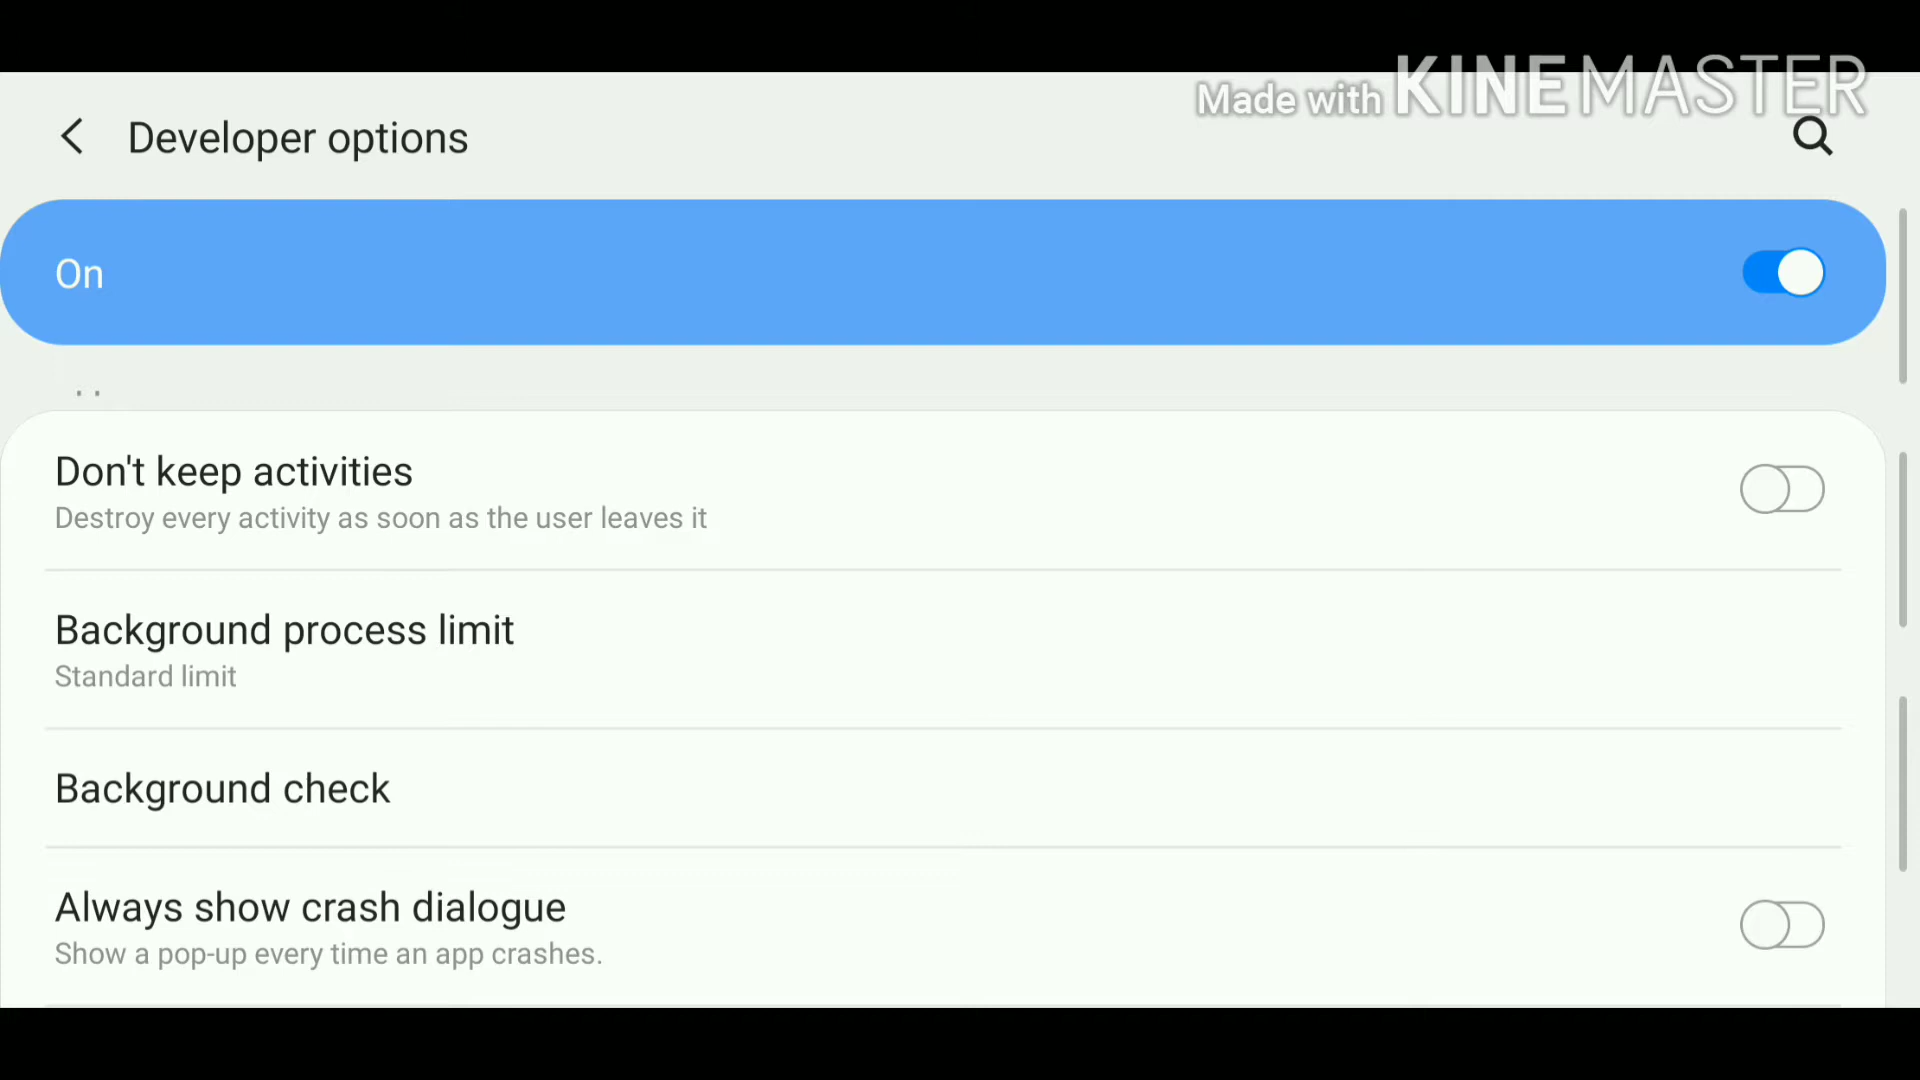 Made with KINEMASTER
Developer options
On
Don't keep activities
Destroy every activity as soon as the user leaves it
Background process limit
Standard limit
Background check
Always show crash dialogue
Show a pop-up every time an app crashes.